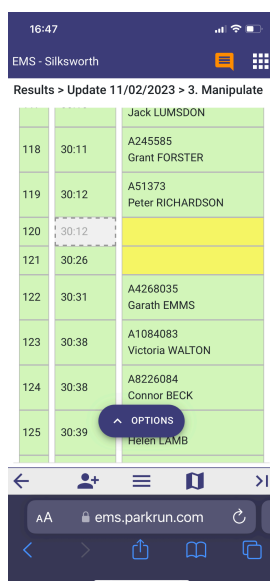 16:47
EMS - Silksworth
Results > Update 11/02/2023 > 3. Manipulate
Jack LUMSDON
118 30:11 A245585
Grant FORSTER
119 30:12 A51373
Peter RICHARDSON
120 30:12
121 30:26
122 30:31 A4268035
Garath EMMS
123 30:38 A1084083
Victoria WALTON
124 30:38 A8226084
Connor BECK
OPTIONS
125 30:39
Helen LAMB
AA ems.parkrun.com